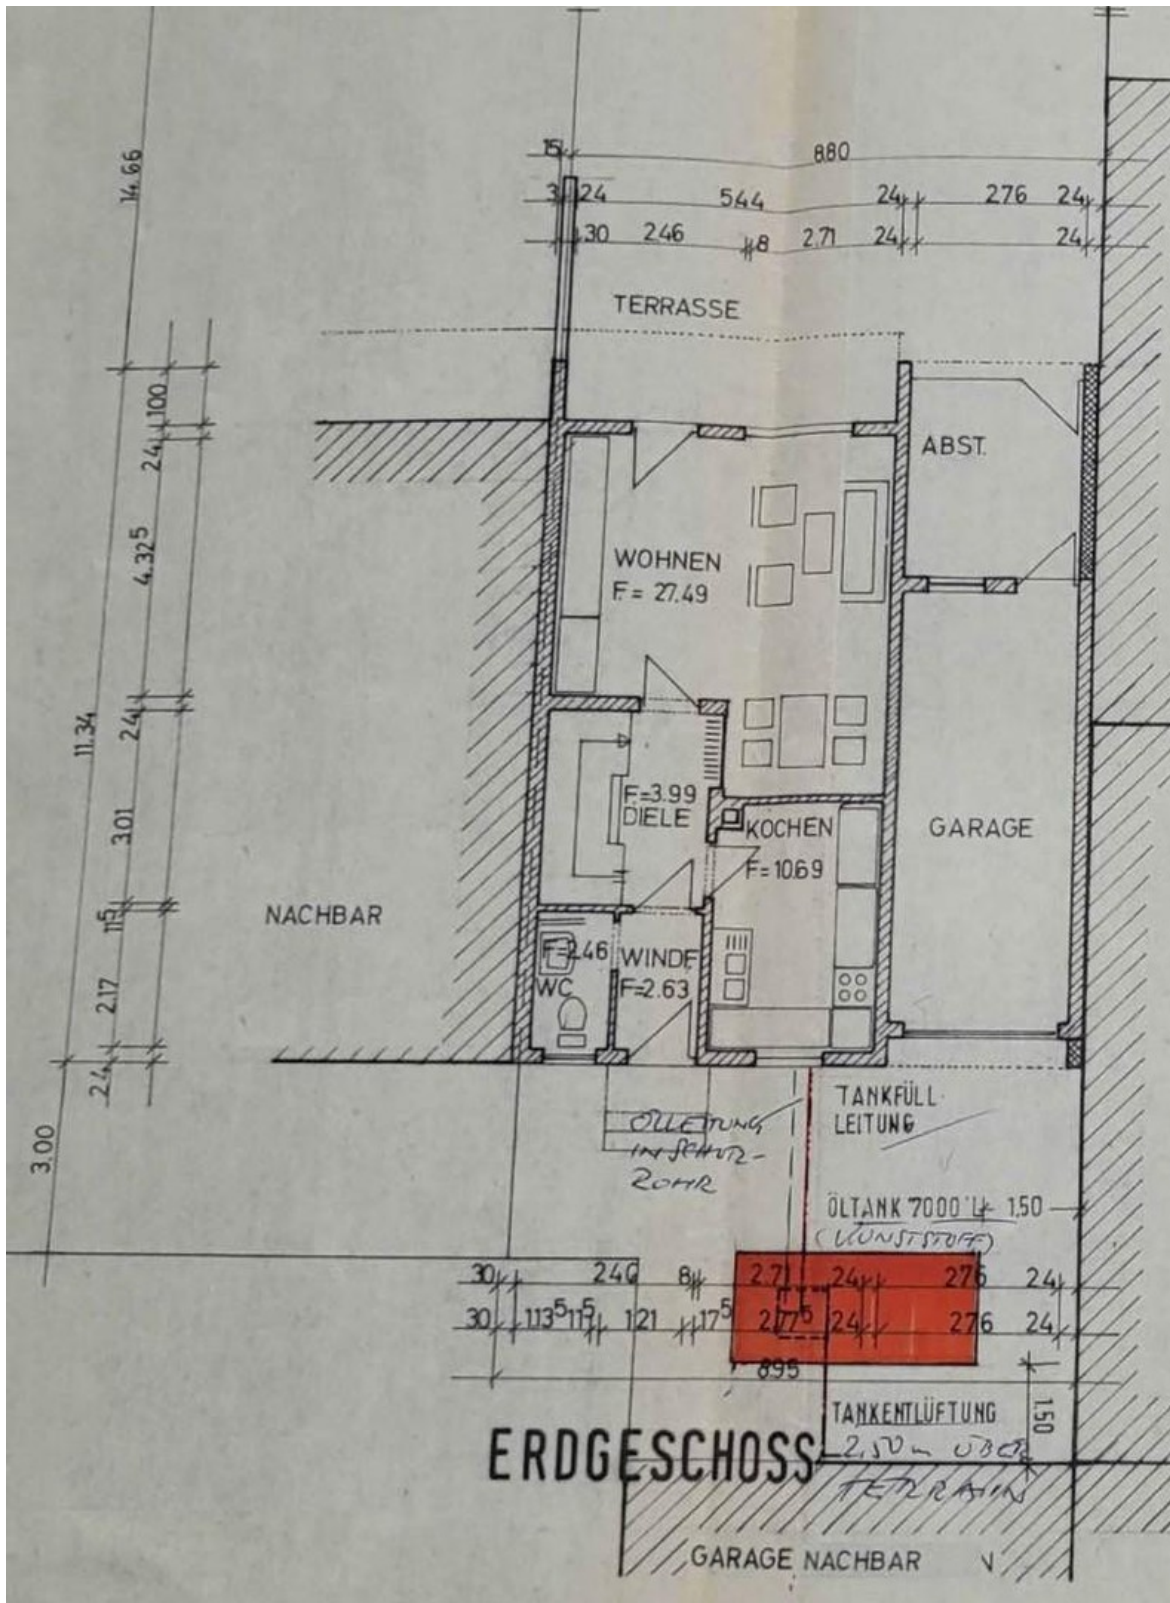 15 880
14.66
3 24 544 24 276 24
30 246 8 2.71 24 24
TERRASSE
100
24
ABST.
4.325
WOHNEN
F= 27.49
24
11.34
F=3.99
DIELE
KOCHEN
GARAGE
3.01
F=10.69
NACHBAR
11⁵
F=2.46
WINDF
WC
F=2.63
2.17
24
TANKFÜLL
LEITUNG
ÖLLEITUNG
IN SCHUTZ-
ROHR
3.00
ÖLTANK 7000 L
1.50
(KUNSTSTOFF)
30 246 8 2.71 24 276 24
30 113⁵ 11⁵ 121 17⁵ 277⁵ 24 276 24
895
TANKENTLÜFTUNG
1.50
2,50 m ÜBER
TERRAIN
ERDGESCHOSS
GARAGE NACHBAR